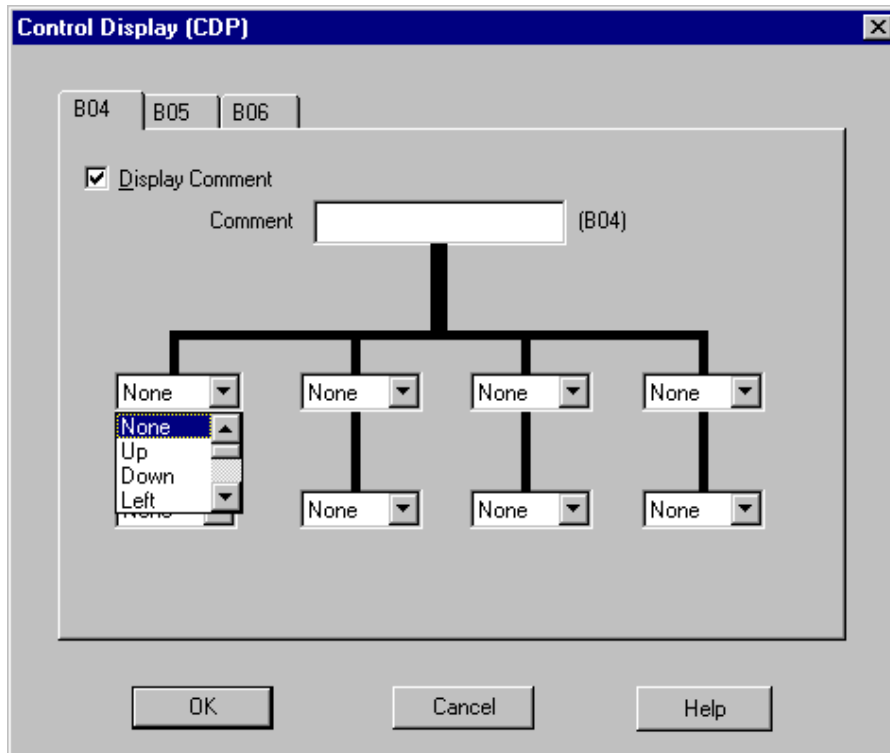 Control Display (CDP)
B04 B05 B06
Display Comment
Comment (B04)
None None None None
None
Up
Down
Left
None None None None
OK Cancel Help